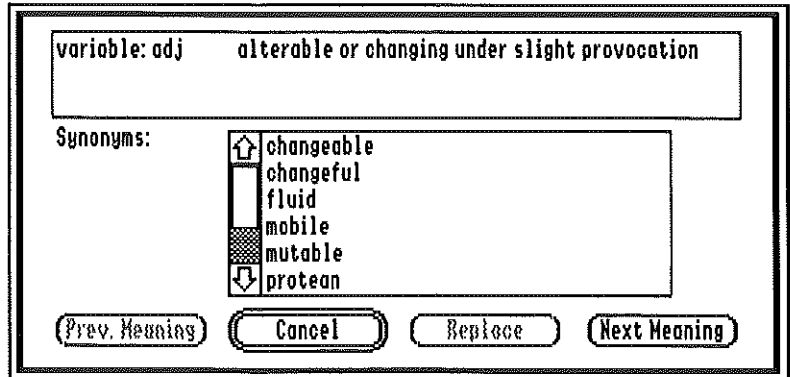 variable: adj alterable or changing under slight provocation
Synonyms:
changeable
changeful
fluid
mobile
mutable
protean
Prev. Meaning Cancel Replace Next Meaning